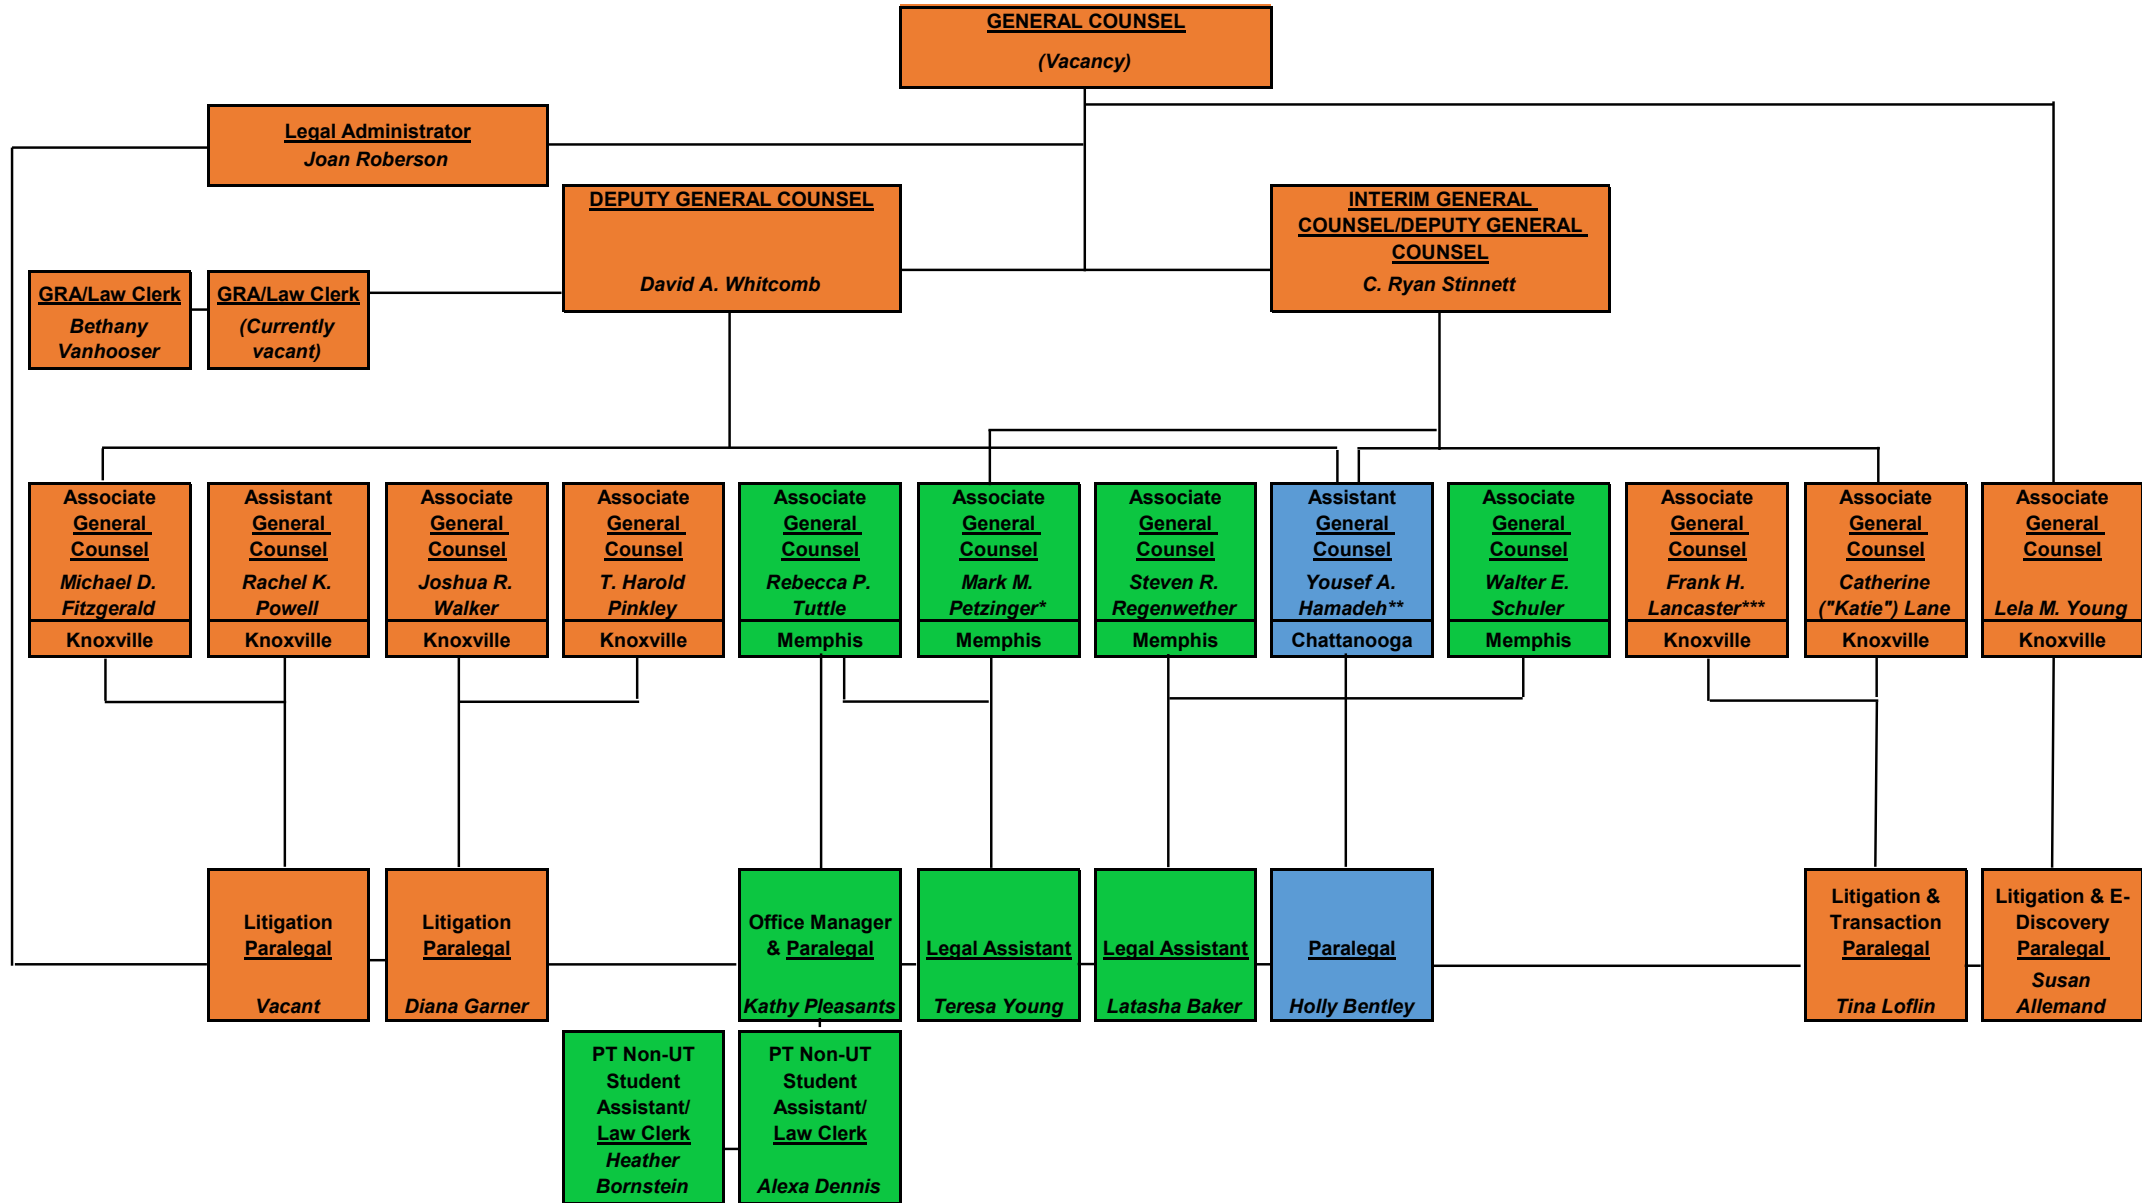 GENERAL COUNSEL
(Vacancy)
Legal Administrator
Joan Roberson
DEPUTY GENERAL COUNSEL
David A. Whitcomb
INTERIM GENERAL
COUNSEL/DEPUTY GENERAL
COUNSEL
C. Ryan Stinnett
GRA/Law Clerk
Bethany
Vanhooser
GRA/Law Clerk
(Currently
vacant)
Associate
General
Counsel
Michael D.
Fitzgerald
Knoxville
Assistant
General
Counsel
Rachel K.
Powell
Knoxville
Associate
General
Counsel
Joshua R.
Walker
Knoxville
Associate
General
Counsel
T. Harold
Pinkley
Knoxville
Associate
General
Counsel
Rebecca P.
Tuttle
Memphis
Associate
General
Counsel
Mark M.
Petzinger*
Memphis
Associate
General
Counsel
Steven R.
Regenwether
Memphis
Assistant
General
Counsel
Yousef A.
Hamadeh**
Chattanooga
Associate
General
Counsel
Walter E.
Schuler
Memphis
Associate
General
Counsel
Frank H.
Lancaster***
Knoxville
Associate
General
Counsel
Catherine
("Katie") Lane
Knoxville
Associate
General
Counsel
Lela M. Young
Knoxville
Litigation
Paralegal
Vacant
Litigation
Paralegal
Diana Garner
Office Manager
& Paralegal
Kathy Pleasants
Legal Assistant
Teresa Young
Legal Assistant
Latasha Baker
Paralegal
Holly Bentley
Litigation &
Transaction
Paralegal
Tina Loflin
Litigation & E-
Discovery
Paralegal
Susan
Allemand
PT Non-UT
Student
Assistant/
Law Clerk
Heather
Bornstein
PT Non-UT
Student
Assistant/
Law Clerk
Alexa Dennis